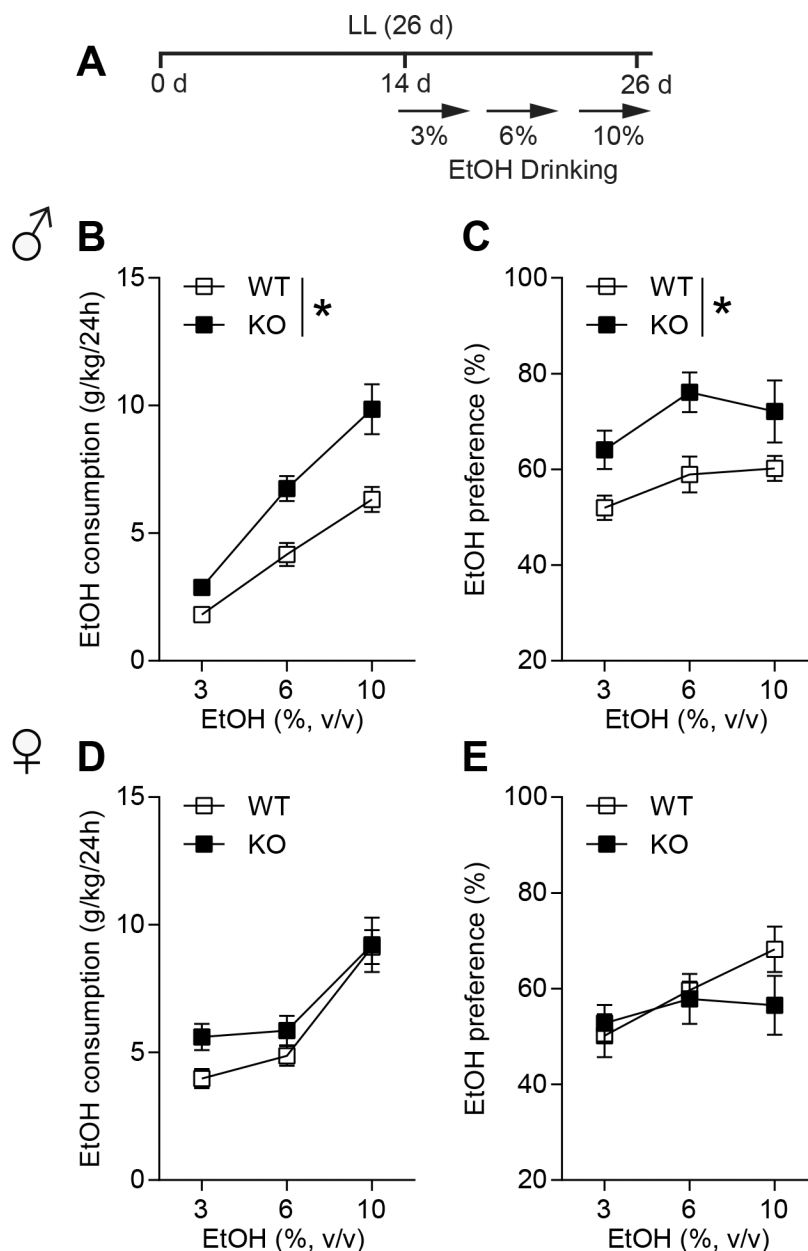 A
LL (26 d)
0 d 14 d 26 d
3% 6% 10%
EtOH Drinking
♂
B
EtOH consumption (g/kg/24h)
15
10
5
0
WT
KO
*
3 6 10
EtOH (%, v/v)
C
EtOH preference (%)
100
80
60
40
20
WT
KO
*
3 6 10
EtOH (%, v/v)
♀
D
EtOH consumption (g/kg/24h)
15
10
5
0
WT
KO
3 6 10
EtOH (%, v/v)
E
EtOH preference (%)
100
80
60
40
20
WT
KO
3 6 10
EtOH (%, v/v)